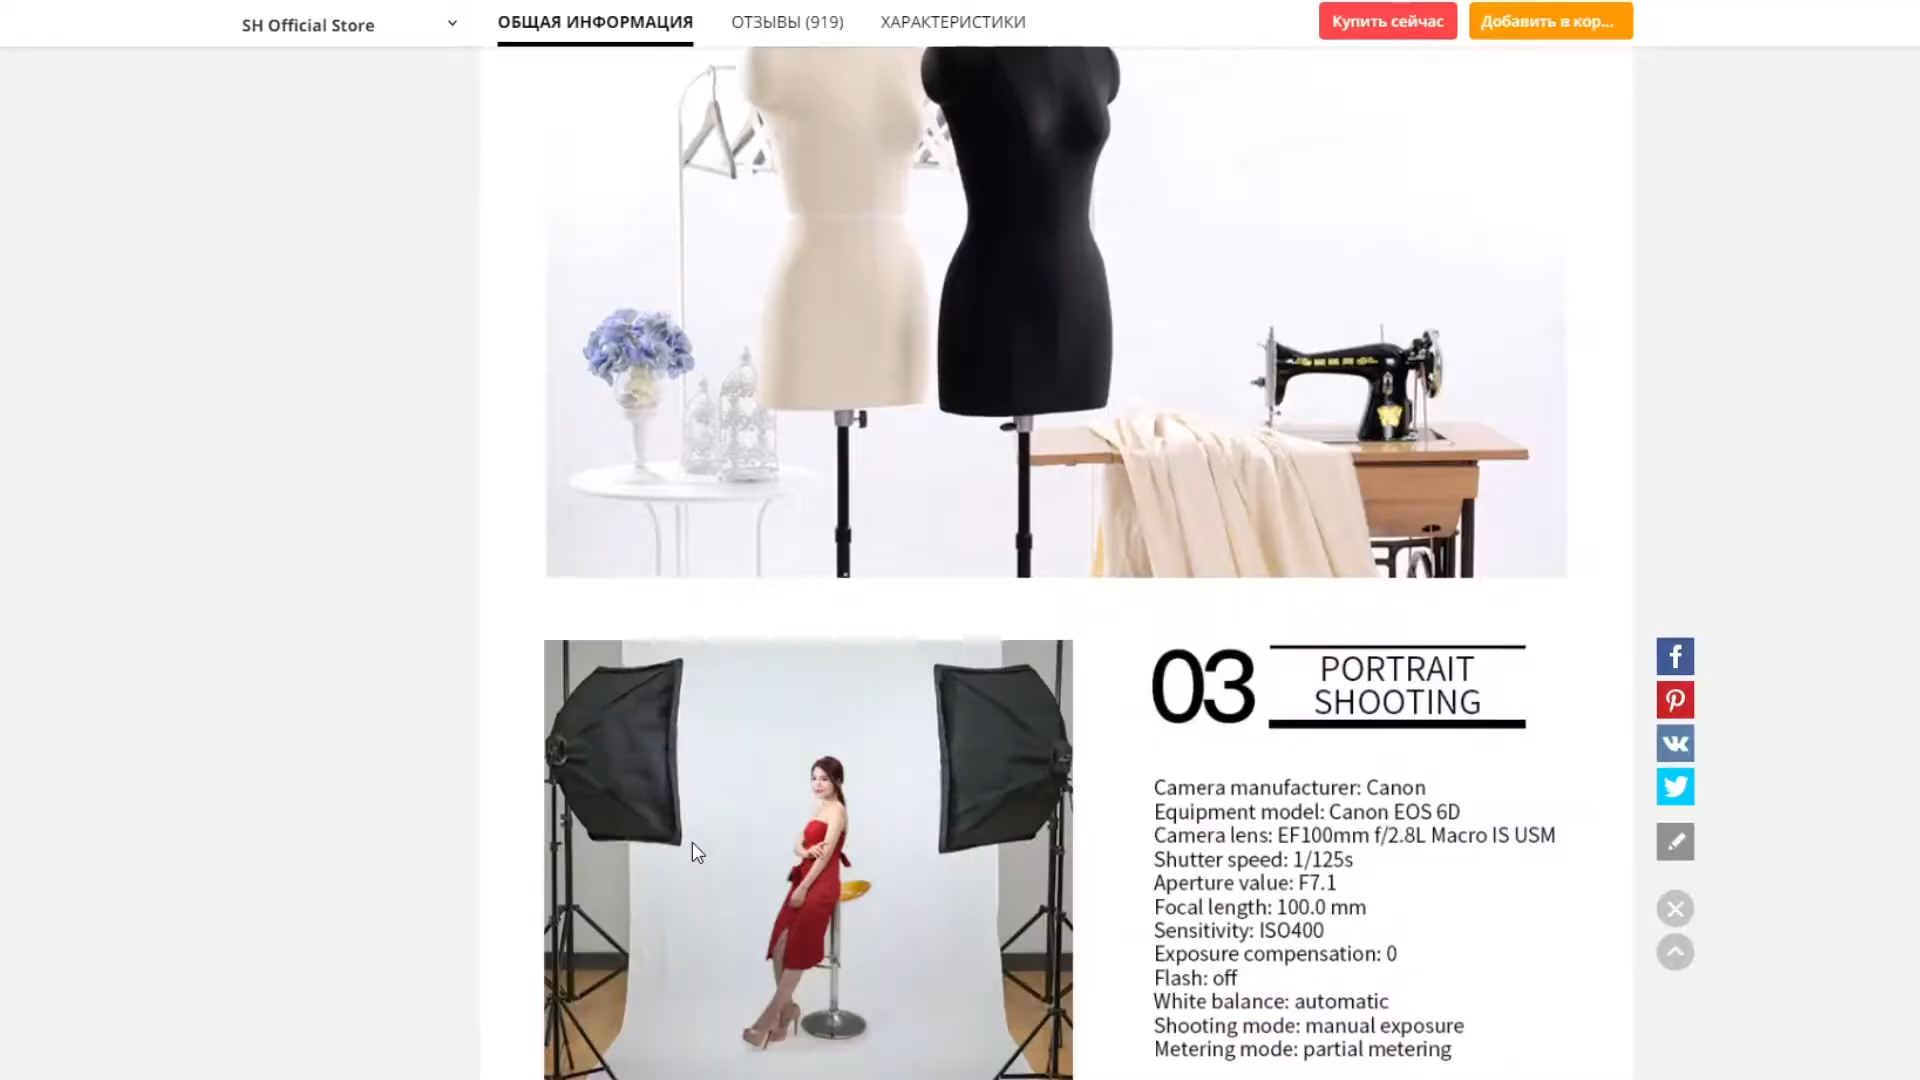 SH Official Store
ОБЩАЯ ИНФОРМАЦИЯ
ОТЗЫВЫ (919)
ХАРАКТЕРИСТИКИ
Купить сейчас
Добавить в кор...
03
PORTRAIT
SHOOTING
Camera manufacturer: Canon
Equipment model: Canon EOS 6D
Camera lens: EF100mm f/2.8L Macro IS USM
Shutter speed: 1/125s
Aperture value: F7.1
Focal length: 100.0 mm
Sensitivity: ISO400
Exposure compensation: 0
Flash: off
White balance: automatic
Shooting mode: manual exposure
Metering mode: partial metering